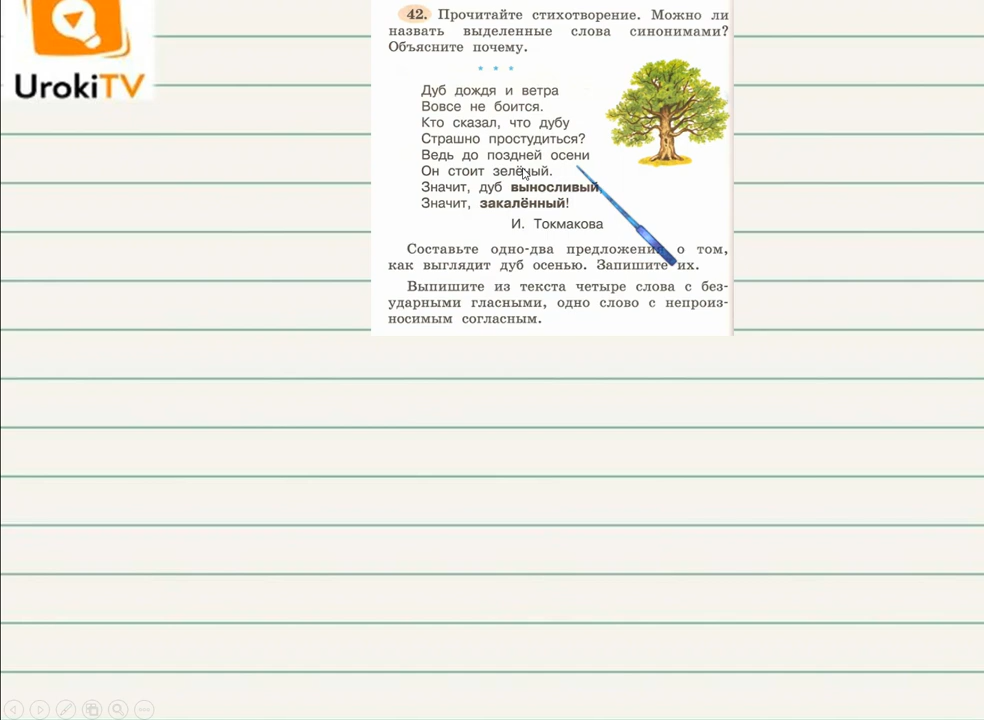 UrokiTV
42. Прочитайте стихотворение. Можно ли
назвать выделенные слова синонимами?
Объясните почему.
* * *
Дуб дождя и ветра
Вовсе не боится.
Кто сказал, что дубу
Страшно простудиться?
Ведь до поздней осени
Он стоит зелёный.
Значит, дуб выносливый,
Значит, закалённый!
И. Токмакова
Составьте одно-два предложения о том,
как выглядит дуб осенью. Запишите их.
Выпишите из текста четыре слова с без-
ударными гласными, одно слово с непроиз-
носимым согласным.